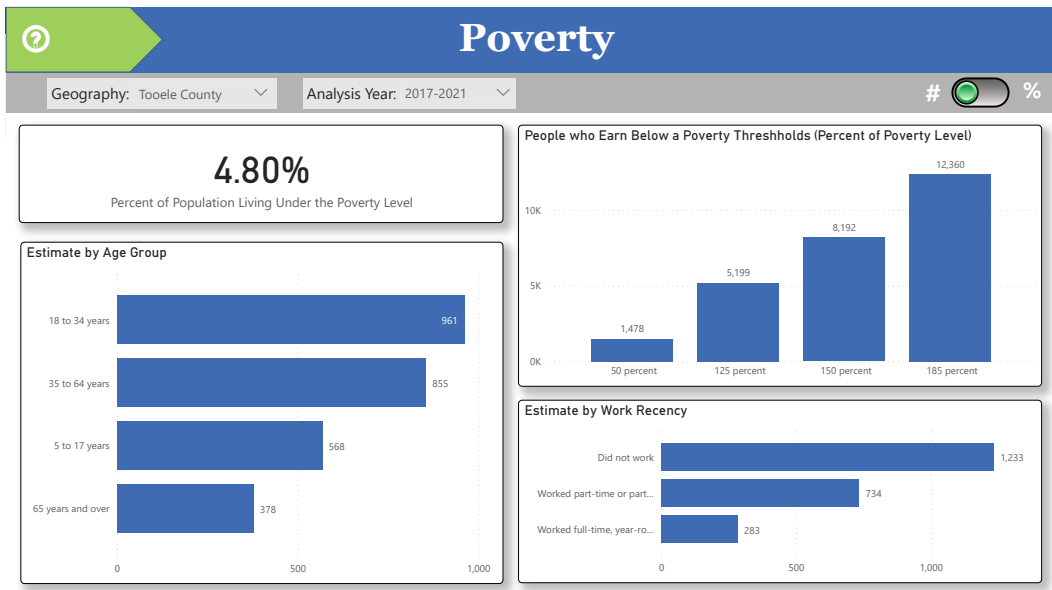 Poverty
Geography: Tooele County
Analysis Year: 2017-2021
# %
4.80%
Percent of Population Living Under the Poverty Level
Estimate by Age Group
18 to 34 years 961
35 to 64 years 855
5 to 17 years 568
65 years and over 378
0 500 1,000
People who Earn Below a Poverty Threshholds (Percent of Poverty Level)
12,360
10K
8,192
5K
5,199
1,478
0K
50 percent 125 percent 150 percent 185 percent
Estimate by Work Recency
Did not work 1,233
Worked part-time or part... 734
Worked full-time, year-ro... 283
0 500 1,000